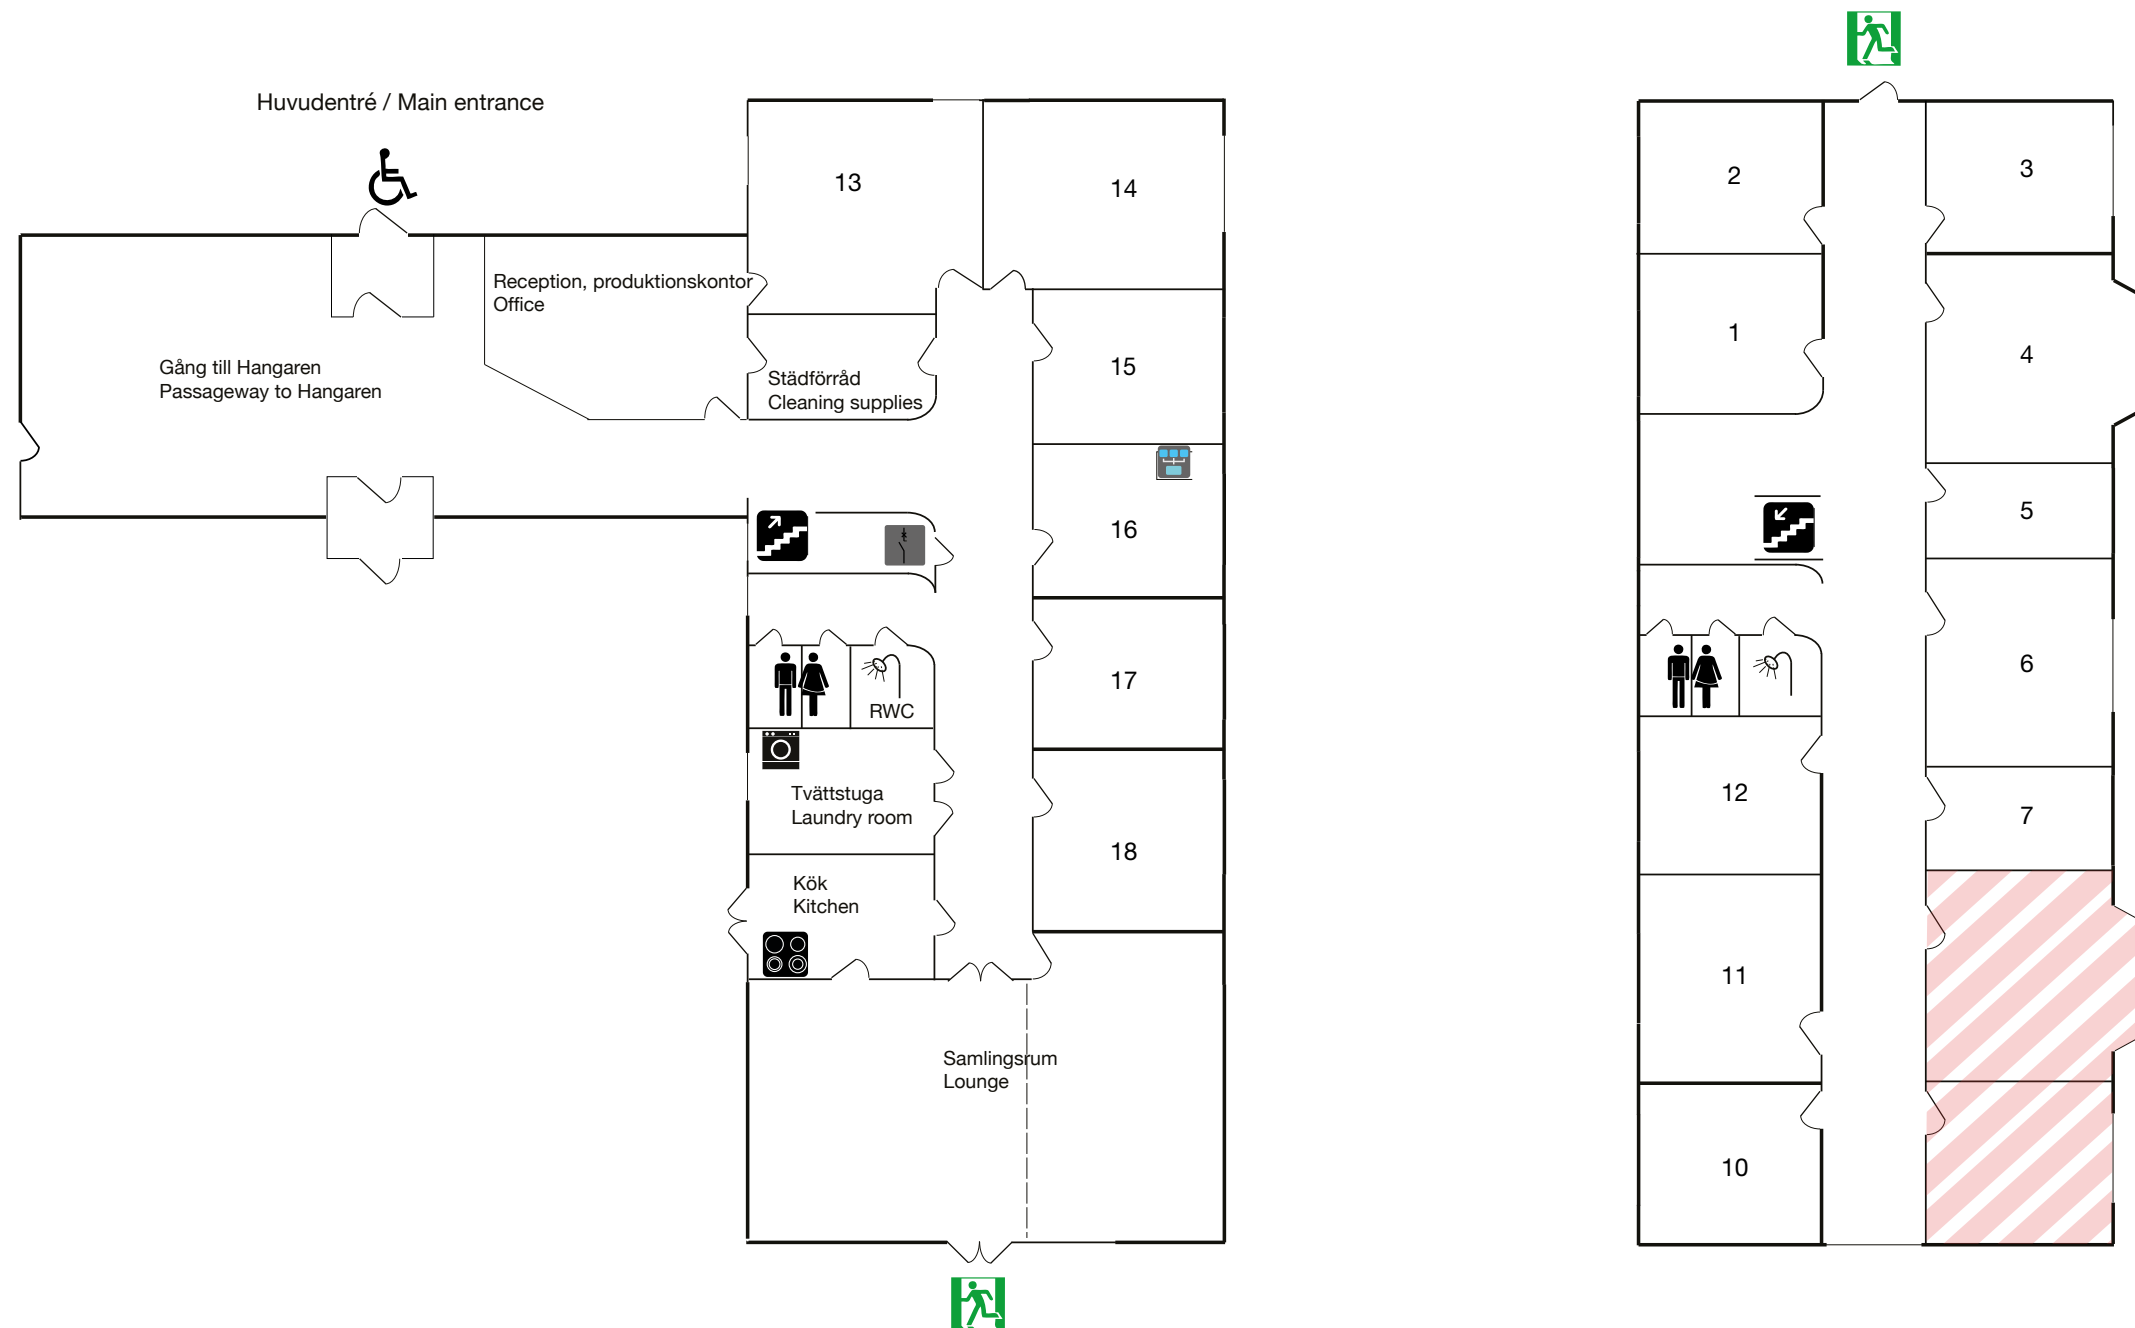 Huvudentré / Main entrance
13
14
Reception, produktionskontor
Office
Gång till Hangaren
Passageway to Hangaren
Städförråd
Cleaning supplies
15
16
17
RWC
Tvättstuga
Laundry room
18
Kök
Kitchen
Samlingsrum
Lounge
2
3
1
4
5
6
12
7
11
10